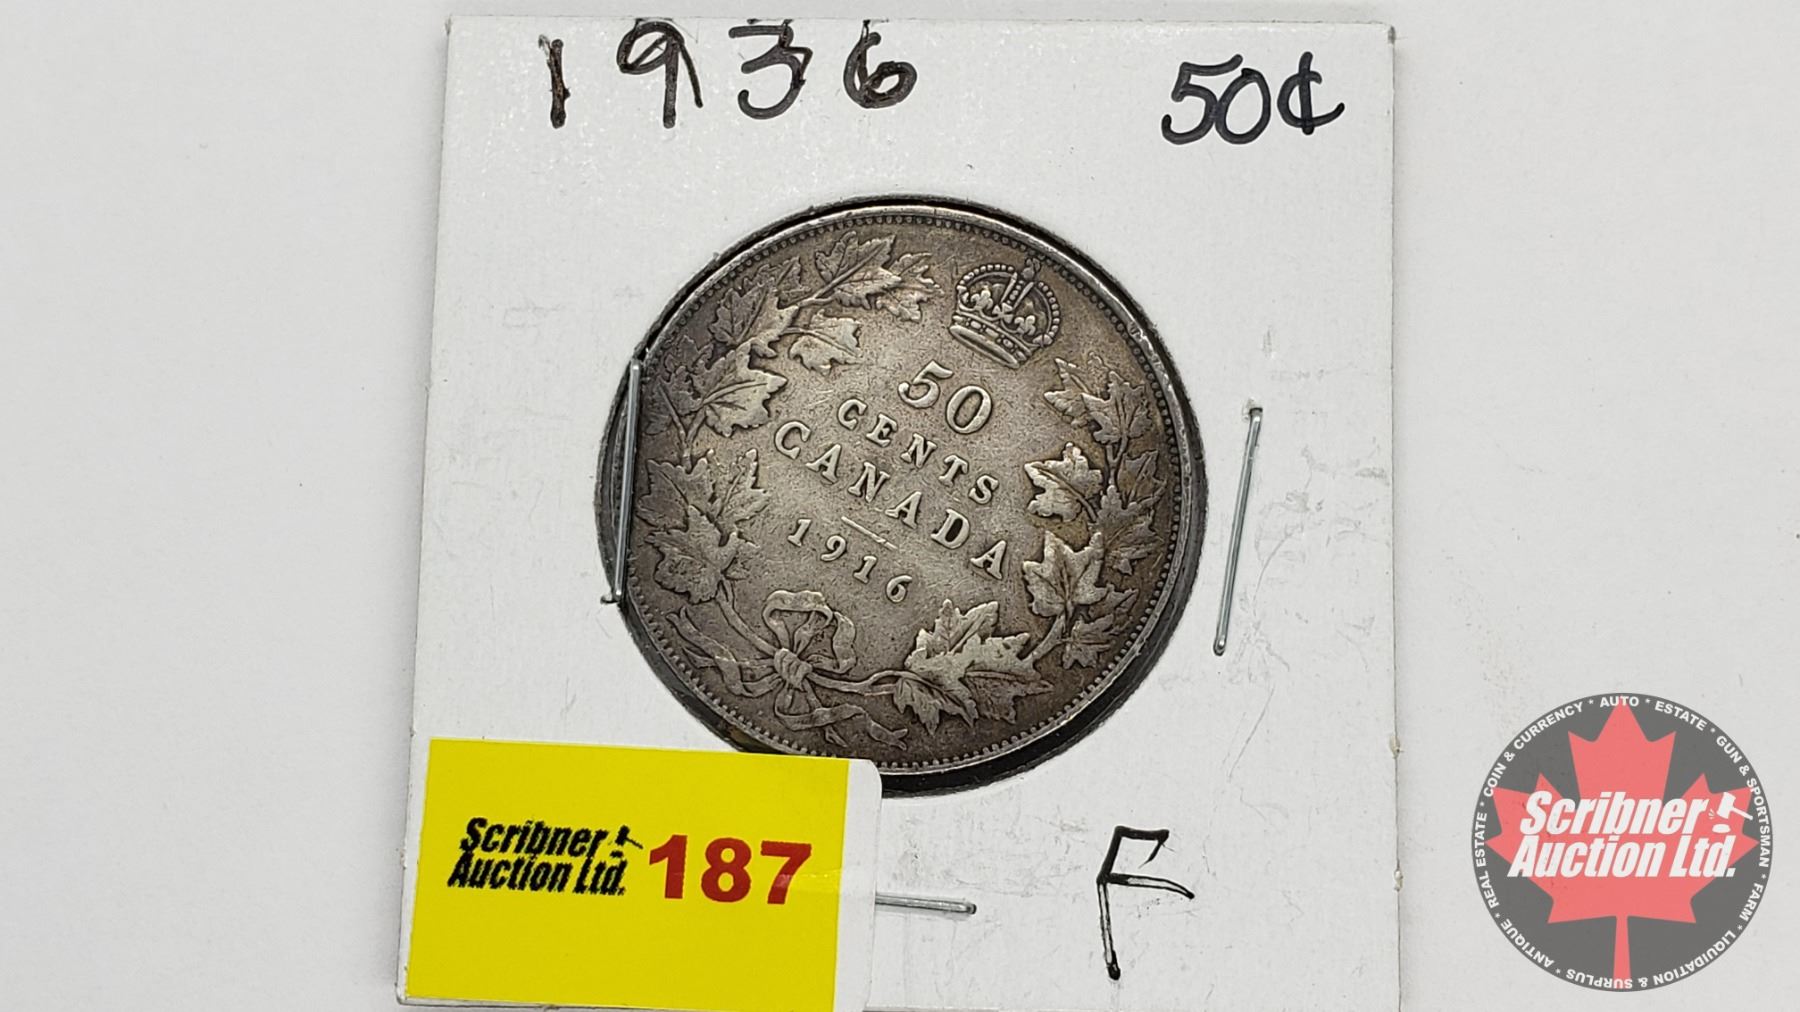 1936 50¢
50
CENTS
CANADA
1916
Scribner
Auction Ltd. 187
F
COIN & CURRENCY * AUTO * ESTATE * GUN & SPORTSMAN * FARM * LIQUIDATION & SURPLUS * ANTIQUE * REAL ESTATE *
Scribner
Auction Ltd.